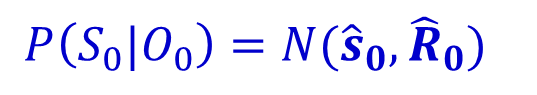 P(S₀|O₀) = N(ŝ₀, R̂₀)